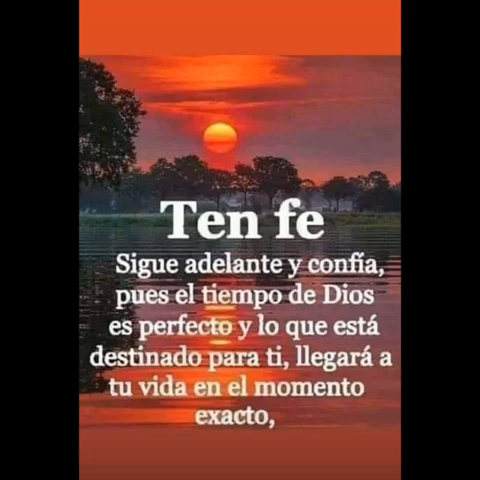 Ten fe
Sigue adelante y confía,
pues el tiempo de Dios
es perfecto y lo que está
destinado para ti, llegará a
tu vida en el momento
exacto,